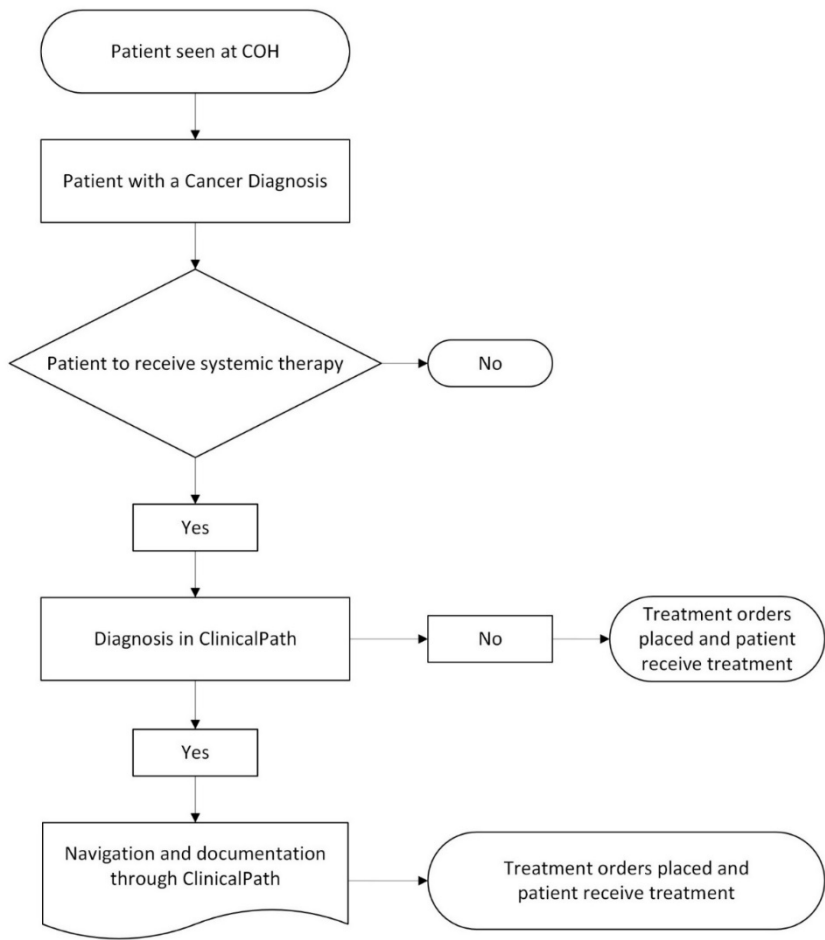 Patient seen at COH
Patient with a Cancer Diagnosis
Patient to receive systemic therapy
No
Yes
Diagnosis in ClinicalPath
No
Treatment orders
placed and patient
receive treatment
Yes
Navigation and documentation
through ClinicalPath
Treatment orders placed and
patient receive treatment